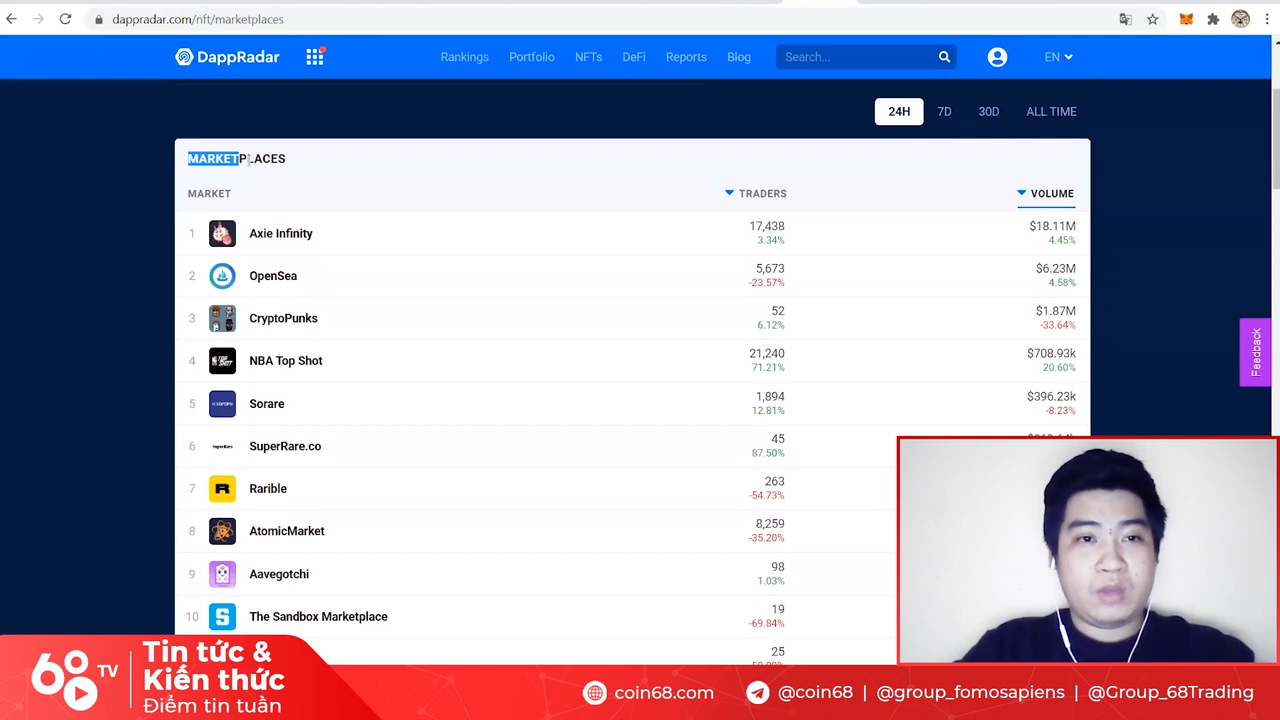 dappradar.com/nft/marketplaces
DappRadar Rankings Portfolio NFTs DeFi Reports Blog Search... EN
24H 7D 30D ALL TIME
MARKETPLACES
MARKET TRADERS VOLUME
1 Axie Infinity 17,438 $18.11M
3.34% 4.45%
2 OpenSea 5,673 $6.23M
-23.57% 4.58%
3 CryptoPunks 52 $1.87M
6.12% -33.64%
4 NBA Top Shot 21,240 $708.93k
71.21% 20.60%
5 Sorare 1,894 $396.23k
12.81% -8.23%
6 SuperRare.co 45
87.50%
7 Rarible 263
-54.73%
8 AtomicMarket 8,259
-35.20%
9 Aavegotchi 98
1.03%
10 The Sandbox Marketplace 19
-69.84%
25
Feedback
68 TV
Tin tức &
Kiến thức
Điểm tin tuần
coin68.com @coin68 | @group_fomosapiens | @Group_68Trading